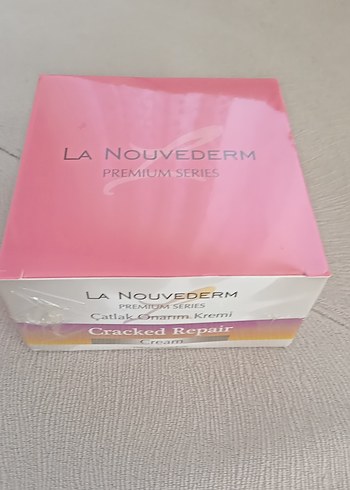 LA NOUVEDERM
PREMIUM SERIES
LA NOUVEDERM
PREMIUM SERIES
Çatlak Onarım Kremi
Cracked Repair
Cream